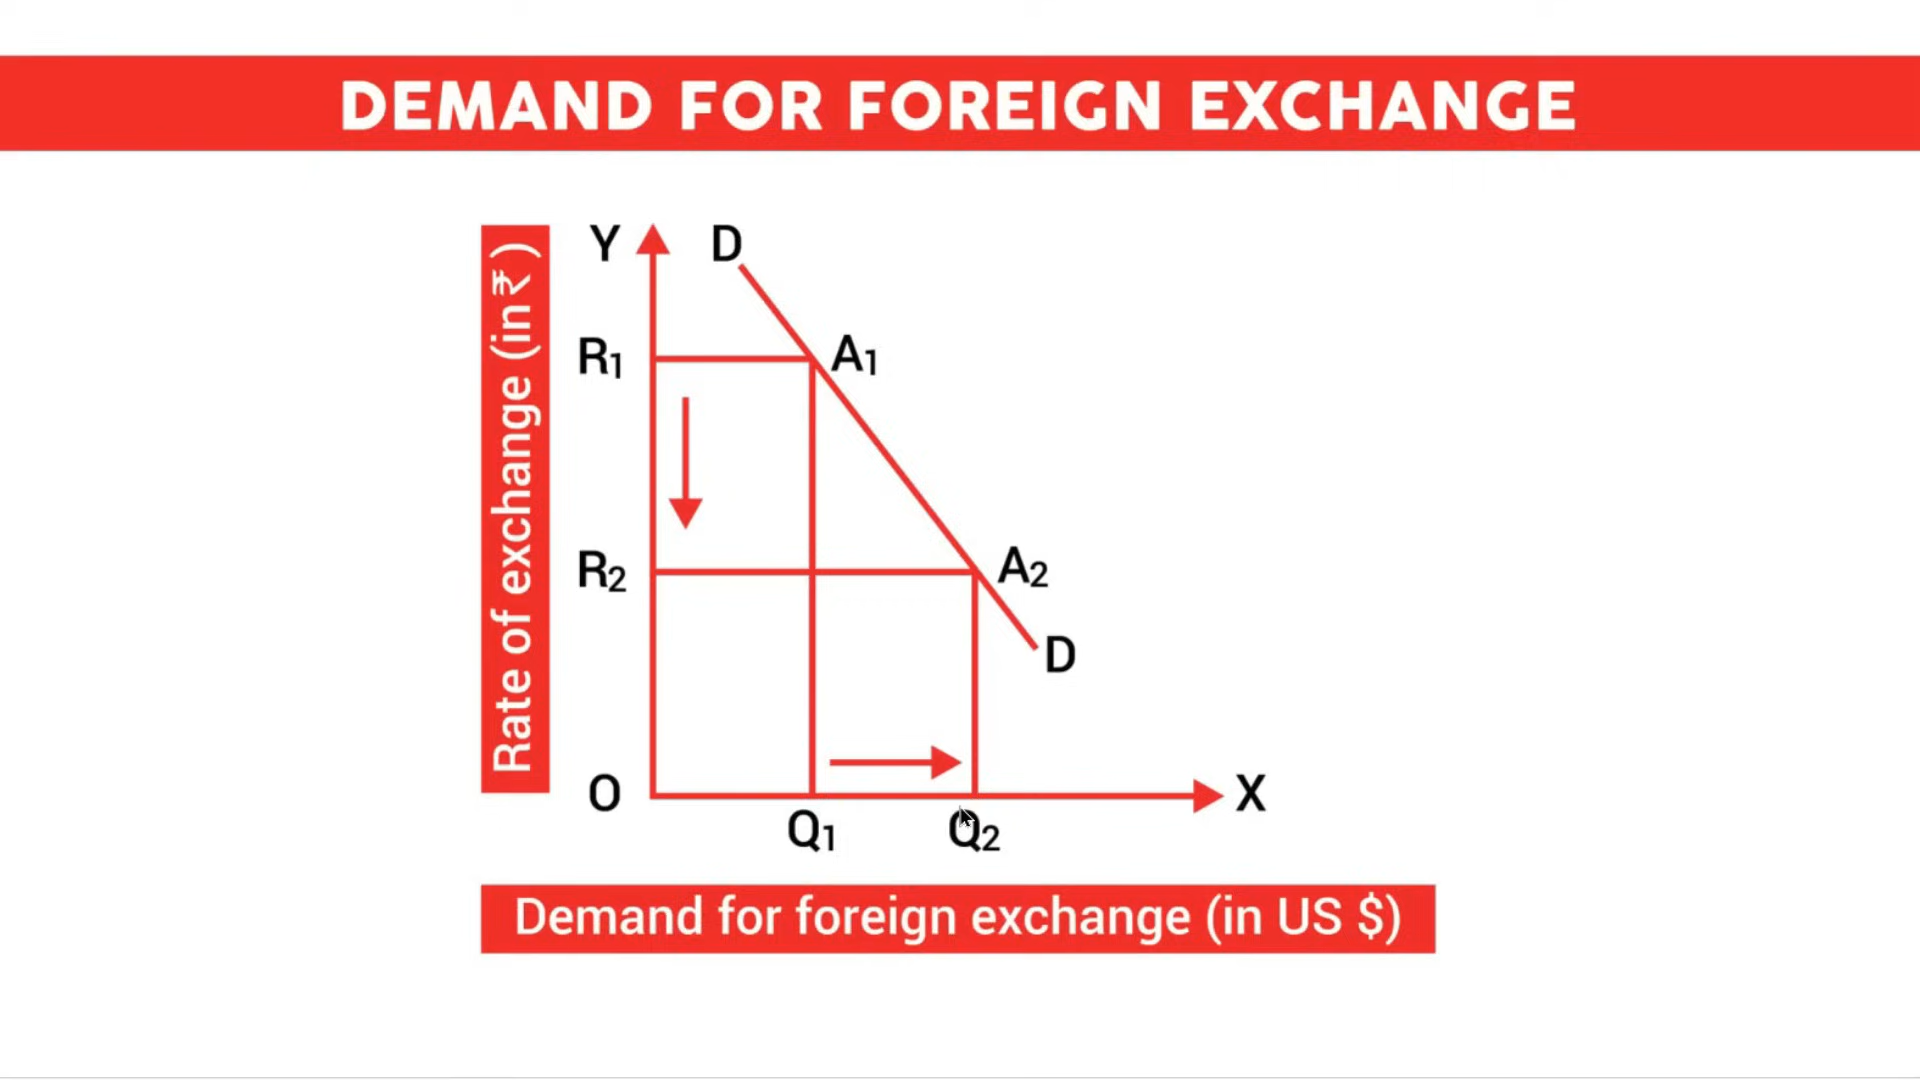 DEMAND FOR FOREIGN EXCHANGE
Rate of exchange (in ₹ )
Y
D
R1
A1
R2
A2
D
O
X
Q1
Q2
Demand for foreign exchange (in US $)